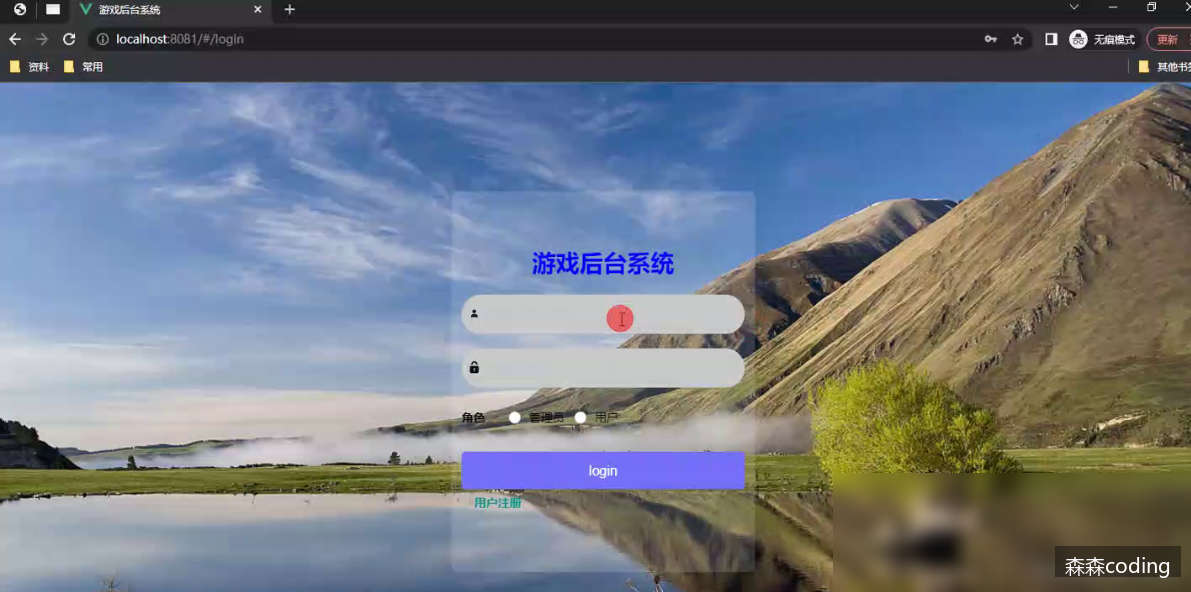 游戏后台系统
localhost:8081/#/login
无痕模式
更新
资料
常用
其他书签
游戏后台系统
角色 管理员 用户
login
用户注册
森森coding